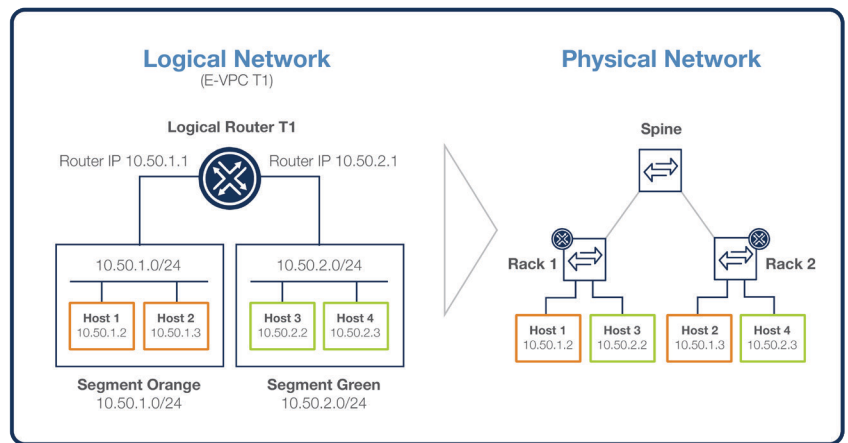 Logical Network
(E-VPC T1)
Logical Router T1
Router IP 10.50.1.1
Router IP 10.50.2.1
10.50.1.0/24
Host 1
10.50.1.2
Host 2
10.50.1.3
Segment Orange
10.50.1.0/24
10.50.2.0/24
Host 3
10.50.2.2
Host 4
10.50.2.3
Segment Green
10.50.2.0/24
Physical Network
Spine
Rack 1
Rack 2
Host 1
10.50.1.2
Host 3
10.50.2.2
Host 2
10.50.1.3
Host 4
10.50.2.3